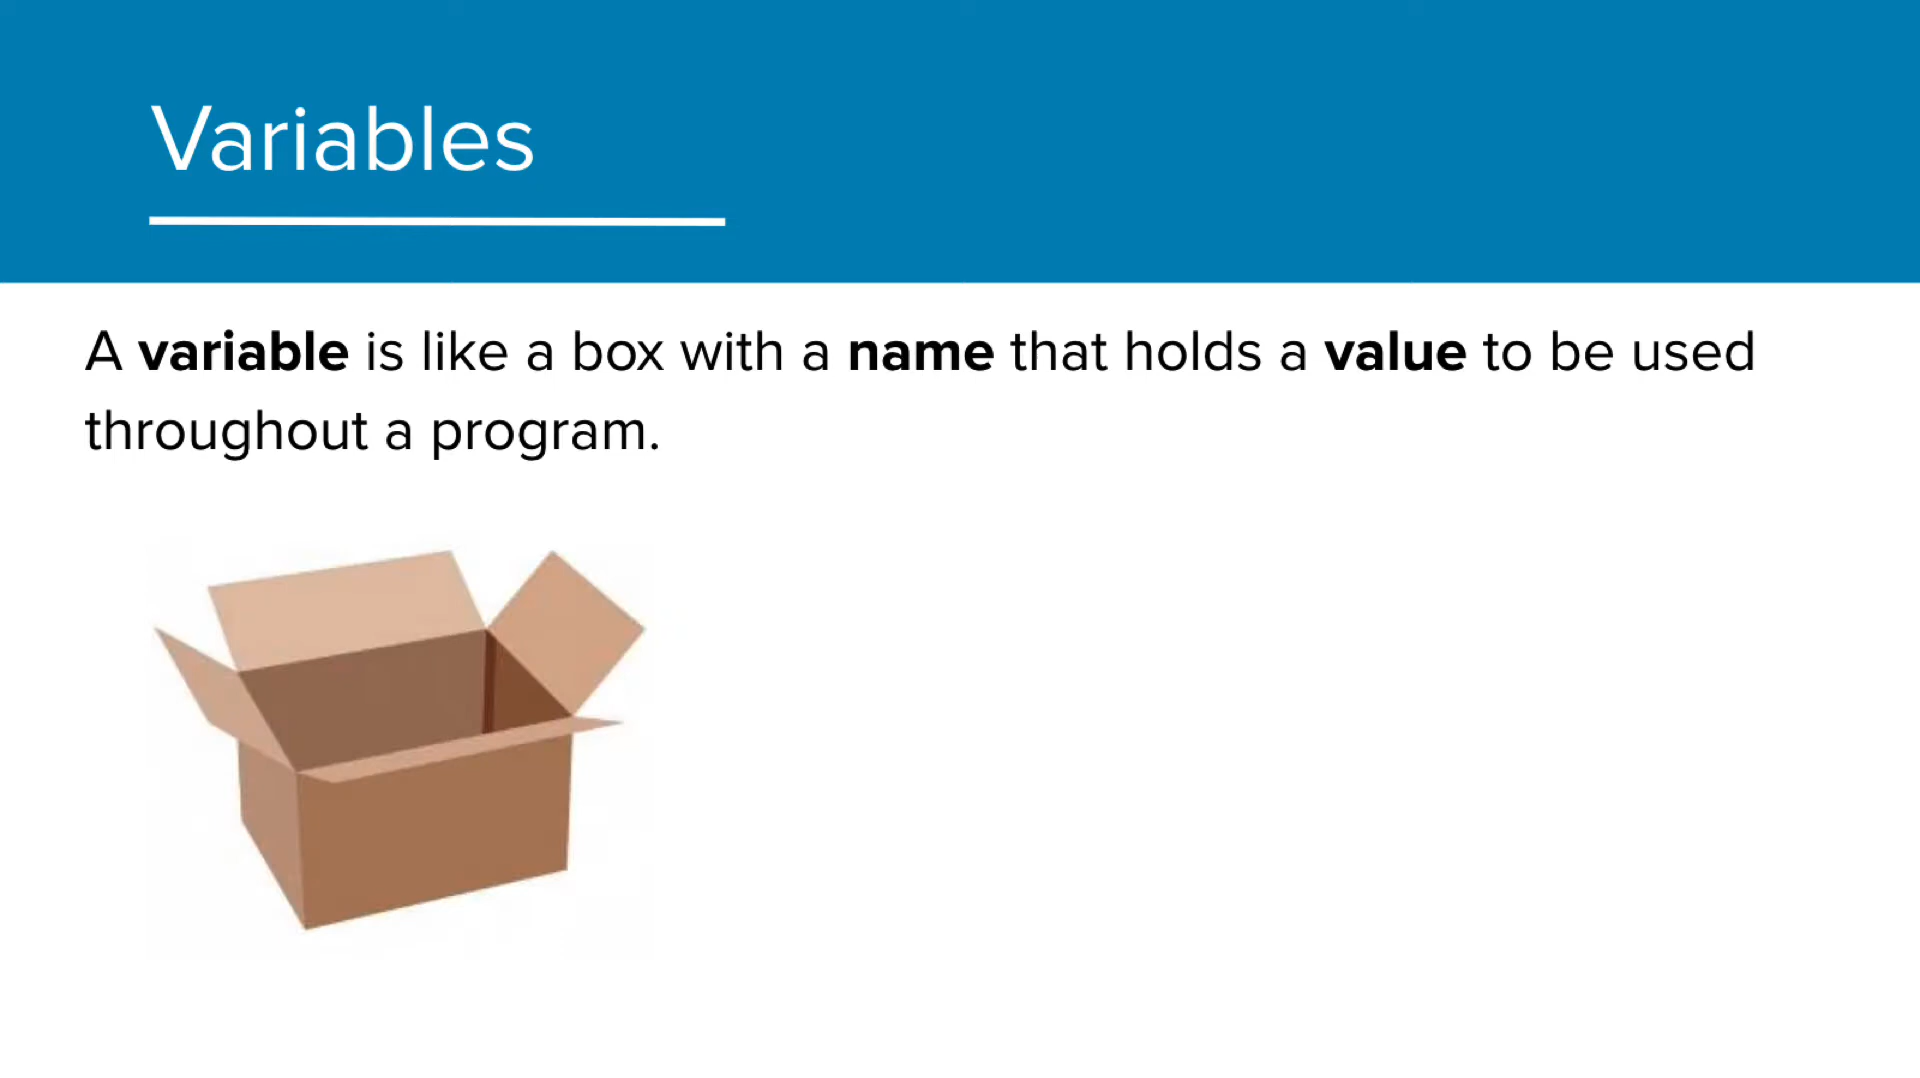 Variables
A variable is like a box with a name that holds a value to be used
throughout a program.